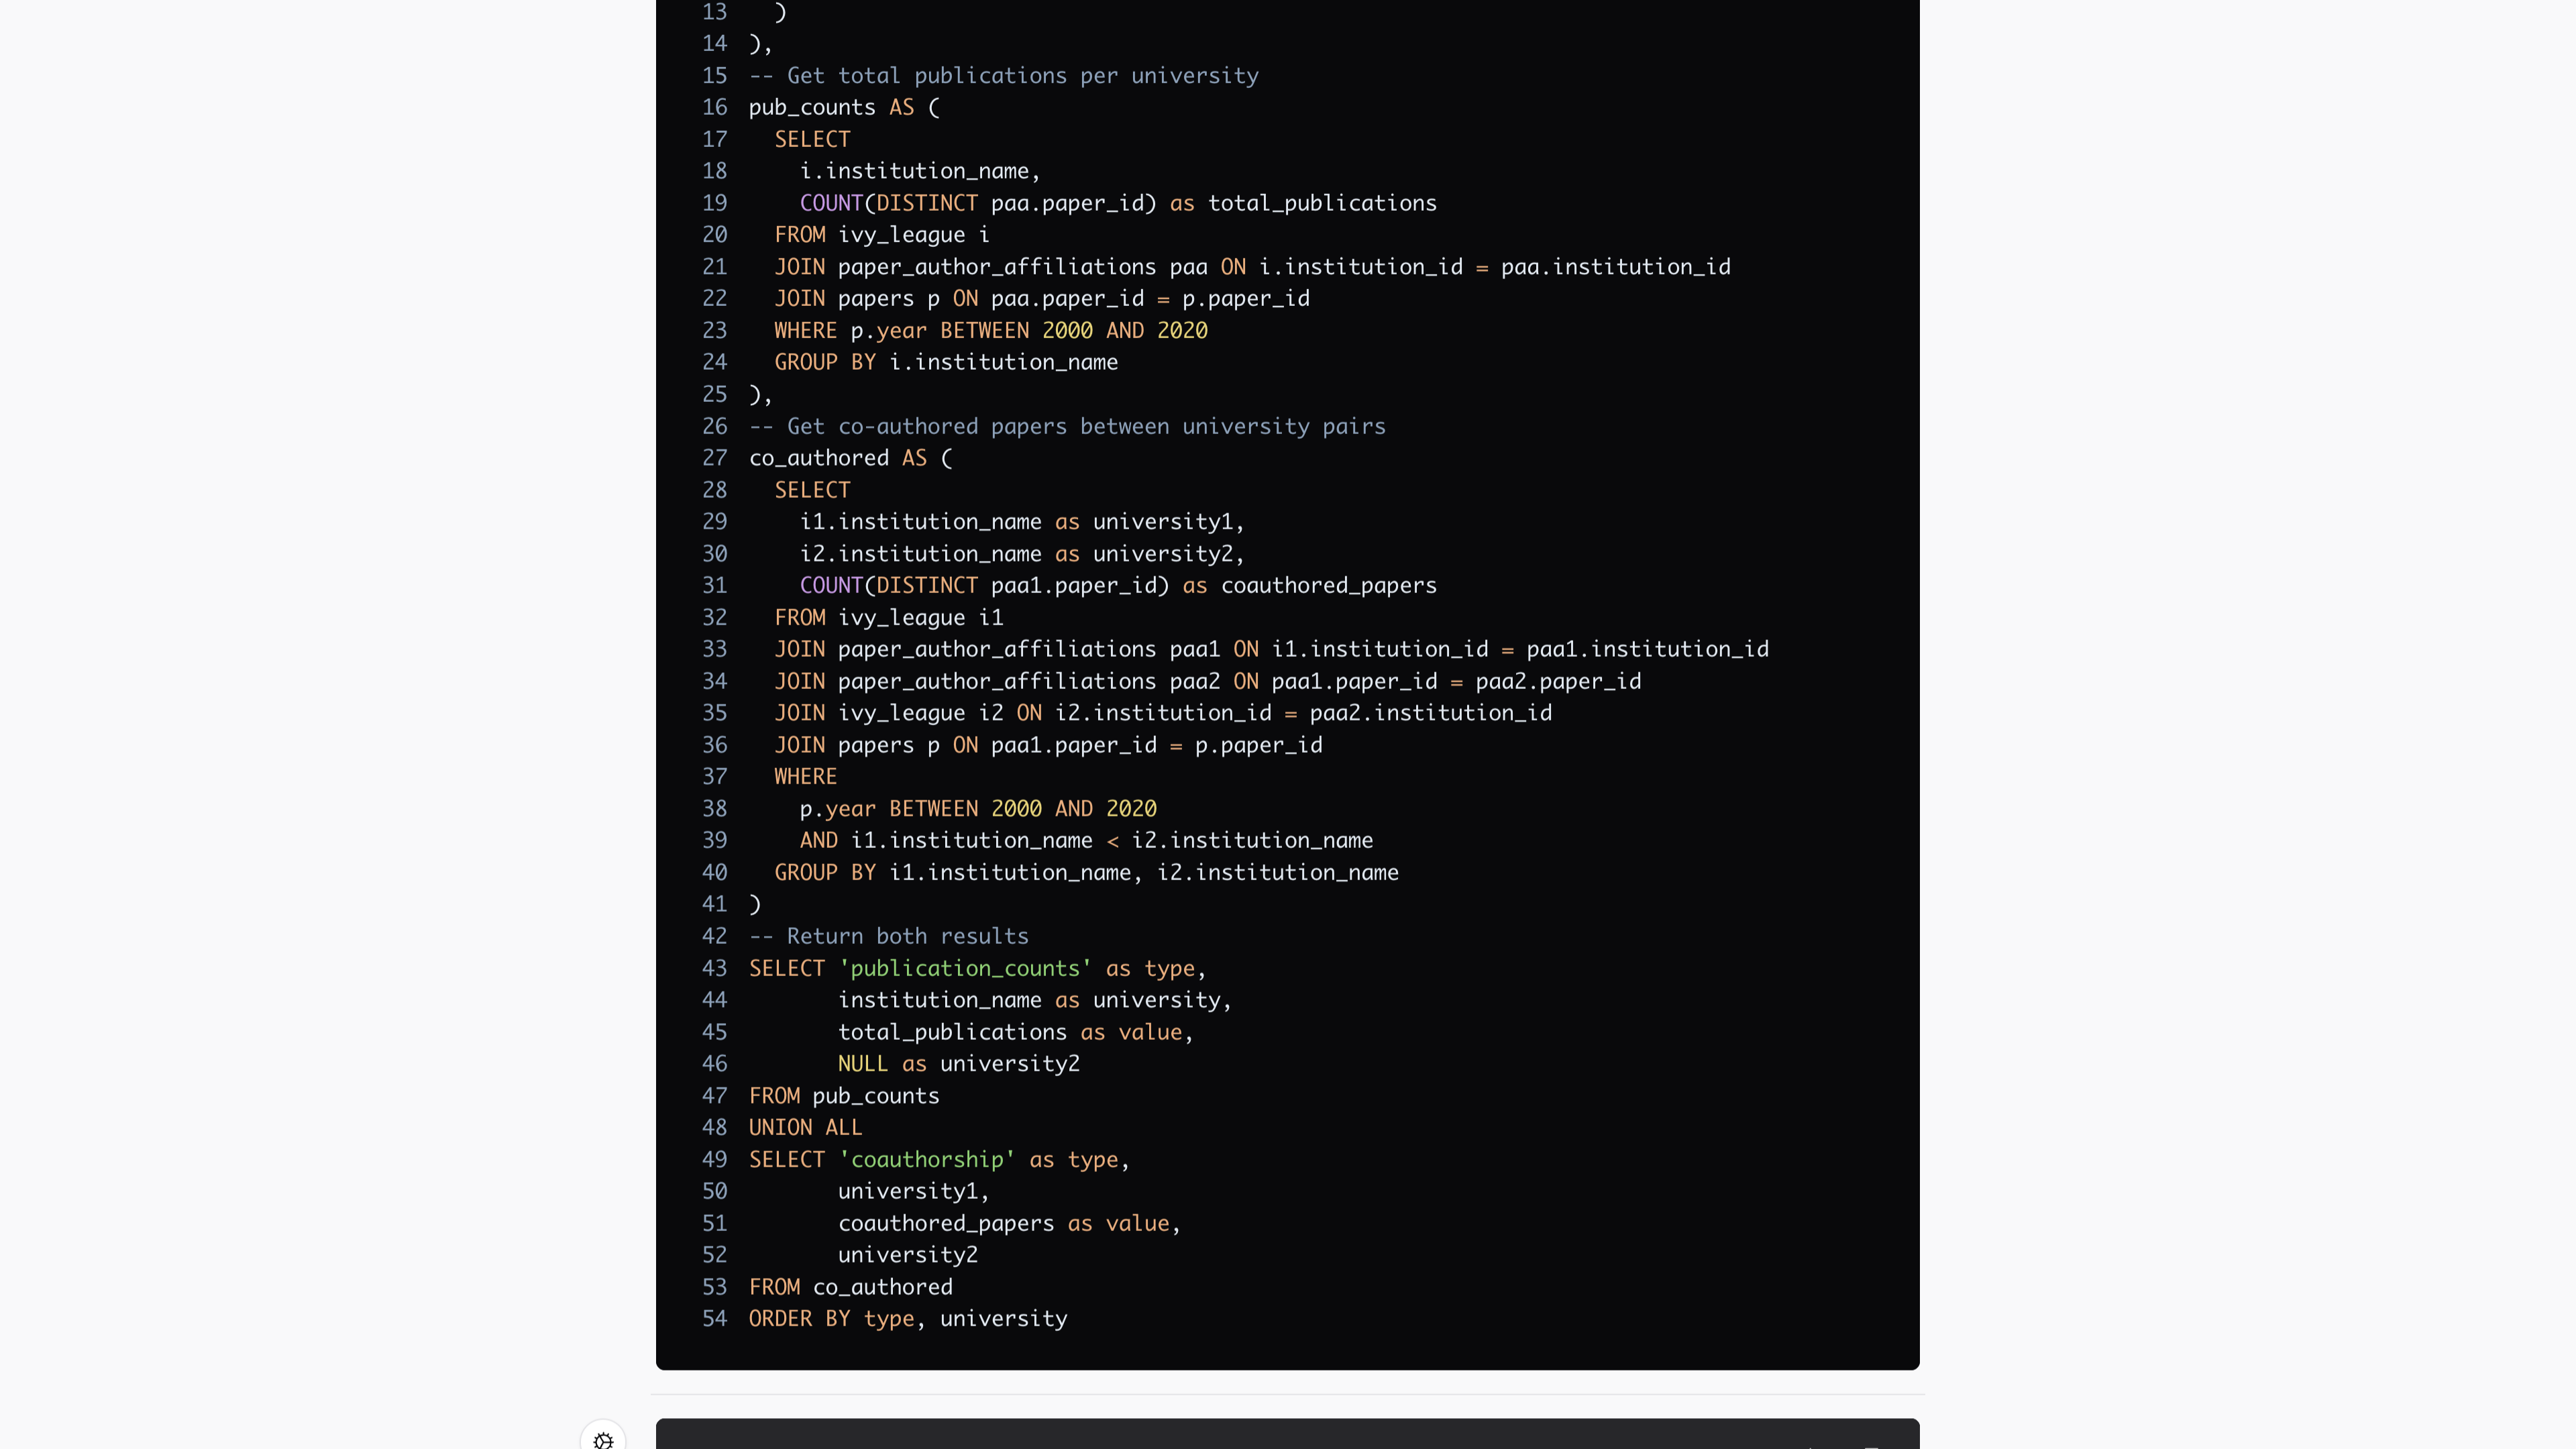 13     )
14 ),
15 -- Get total publications per university
16 pub_counts AS (
17   SELECT
18     i.institution_name,
19     COUNT(DISTINCT paa.paper_id) as total_publications
20   FROM ivy_league i
21   JOIN paper_author_affiliations paa ON i.institution_id = paa.institution_id
22   JOIN papers p ON paa.paper_id = p.paper_id
23   WHERE p.year BETWEEN 2000 AND 2020
24   GROUP BY i.institution_name
25 ),
26 -- Get co-authored papers between university pairs
27 co_authored AS (
28   SELECT
29     i1.institution_name as university1,
30     i2.institution_name as university2,
31     COUNT(DISTINCT paa1.paper_id) as coauthored_papers
32   FROM ivy_league i1
33   JOIN paper_author_affiliations paa1 ON i1.institution_id = paa1.institution_id
34   JOIN paper_author_affiliations paa2 ON paa1.paper_id = paa2.paper_id
35   JOIN ivy_league i2 ON i2.institution_id = paa2.institution_id
36   JOIN papers p ON paa1.paper_id = p.paper_id
37   WHERE
38     p.year BETWEEN 2000 AND 2020
39     AND i1.institution_name < i2.institution_name
40   GROUP BY i1.institution_name, i2.institution_name
41 )
42 -- Return both results
43 SELECT 'publication_counts' as type,
44        institution_name as university,
45        total_publications as value,
46        NULL as university2
47 FROM pub_counts
48 UNION ALL
49 SELECT 'coauthorship' as type,
50        university1,
51        coauthored_papers as value,
52        university2
53 FROM co_authored
54 ORDER BY type, university